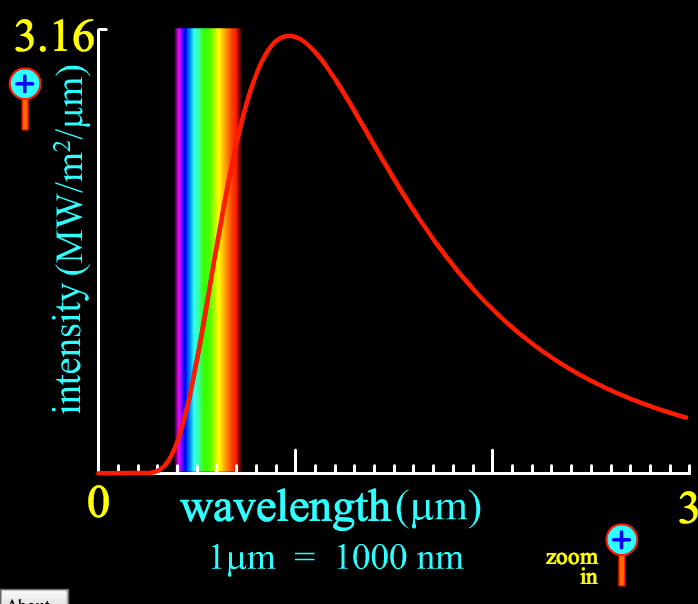 3.16
intensity (MW/m²/μm)
0
3
wavelength (μm)
1μm = 1000 nm
zoom
in